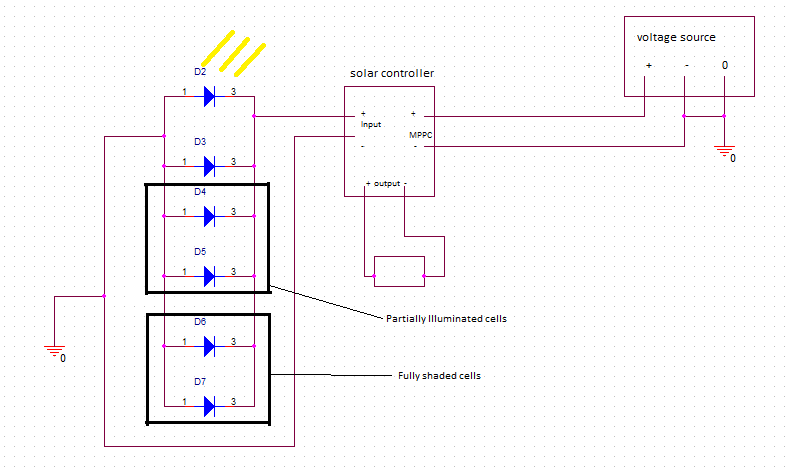 voltage source
+ - 0
0
solar controller
+ Input -
+ MPPC -
+ output -
D2
1 3
D3
1 3
D4
1 3
D5
1 3
Partially Illuminated cells
D6
1 3
D7
1 3
Fully shaded cells
0